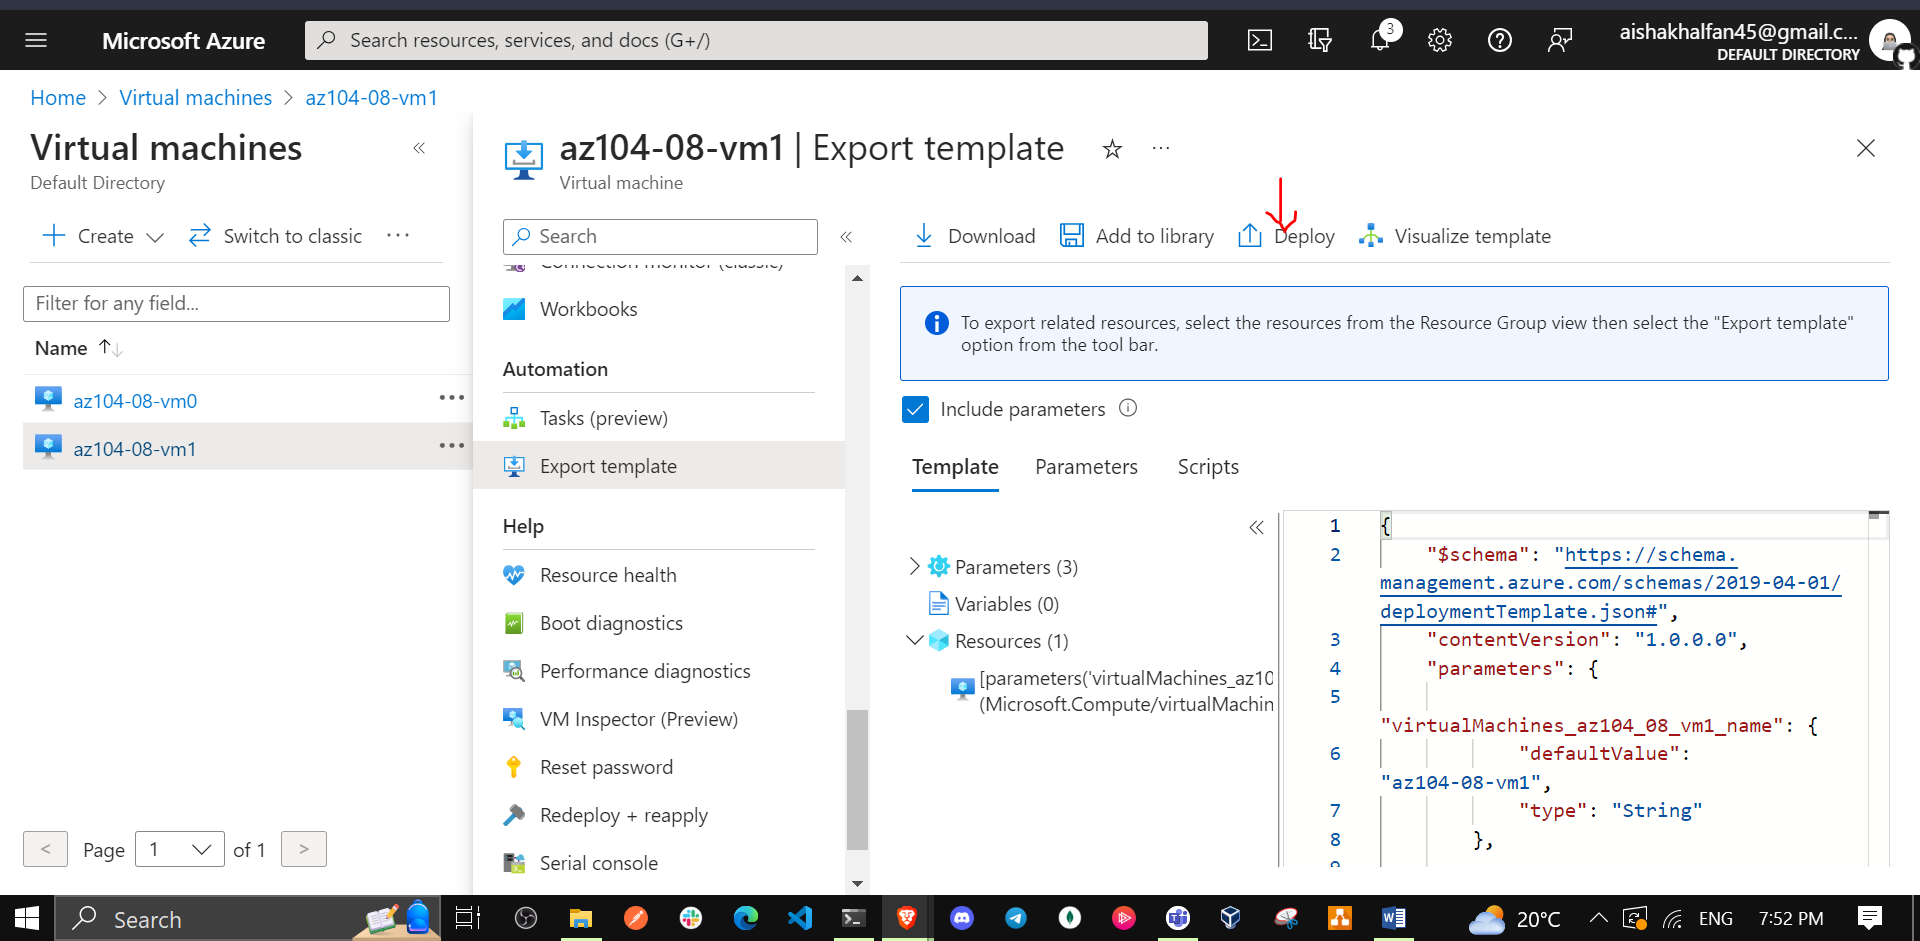 Microsoft Azure
Search resources, services, and docs (G+/)
3
aishakhalfan45@gmail.c...
DEFAULT DIRECTORY
Home > Virtual machines > az104-08-vm1
Virtual machines
Default Directory
Create
Switch to classic
Filter for any field...
Name
az104-08-vm0
az104-08-vm1
< Page 1 of 1 >
az104-08-vm1 | Export template
Virtual machine
Search
Connection monitor (classic)
Workbooks
Automation
Tasks (preview)
Export template
Help
Resource health
Boot diagnostics
Performance diagnostics
VM Inspector (Preview)
Reset password
Redeploy + reapply
Serial console
Download
Add to library
Deploy
Visualize template
To export related resources, select the resources from the Resource Group view then select the "Export template"
option from the tool bar.
Include parameters
Template
Parameters
Scripts
Parameters (3)
Variables (0)
Resources (1)
[parameters('virtualMachines_az10
(Microsoft.Compute/virtualMachin
1 {
2 "$schema": "https://schema.
management.azure.com/schemas/2019-04-01/
deploymentTemplate.json#",
3 "contentVersion": "1.0.0.0",
4 "parameters": {
5
"virtualMachines_az104_08_vm1_name": {
6 "defaultValue":
"az104-08-vm1",
7 "type": "String"
8 },
9
Search
20°C
ENG
7:52 PM